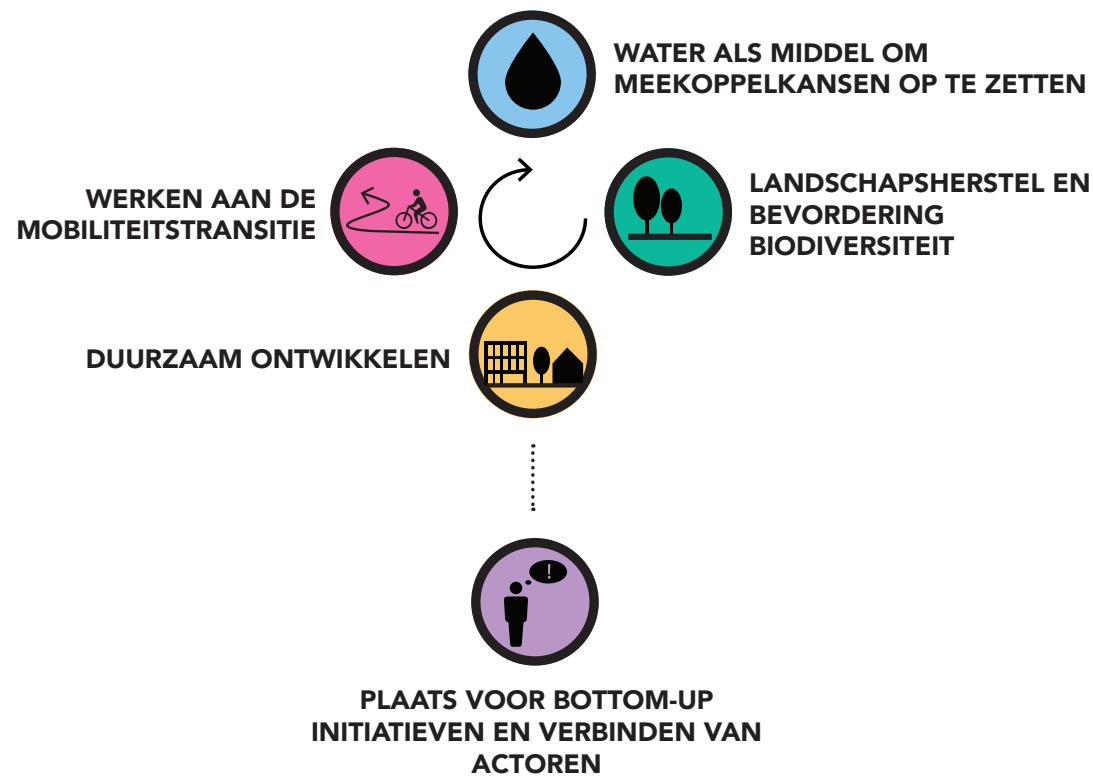 WATER ALS MIDDEL OM
MEEKOPPELKANSEN OP TE ZETTEN
WERKEN AAN DE
MOBILITEITSTRANSITIE
LANDSCHAPSHERSTEL EN
BEVORDERING
BIODIVERSITEIT
DUURZAAM ONTWIKKELEN
!
PLAATS VOOR BOTTOM-UP
INITIATIEVEN EN VERBINDEN VAN
ACTOREN